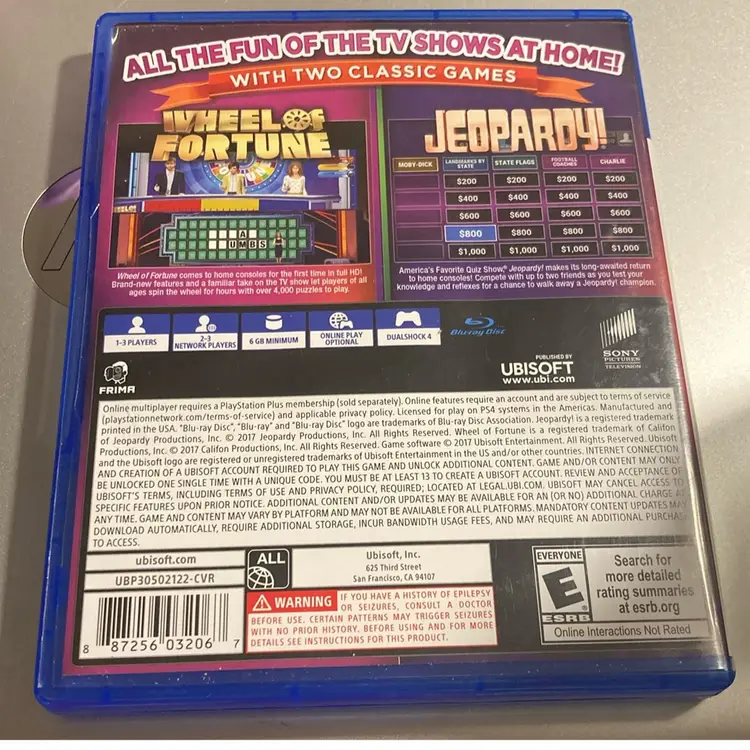 ALL THE FUN OF THE TV SHOWS AT HOME!
WITH TWO CLASSIC GAMES
WHEEL OF
FORTUNE
A
UMBS
Wheel of Fortune comes to home consoles for the first time in full HD!
Brand-new features and a familiar take on the TV show let players of all
ages spin the wheel for hours with over 4,000 puzzles to play.
JEOPARDY!
MOBY-DICK LANDMARKS BY STATE STATE FLAGS FOOTBALL COACHES CHARLIE
$200 $200 $200 $200
$400 $400 $400 $400
$600 $600 $600 $600
$800 $800 $800 $800
$1,000 $1,000 $1,000 $1,000
America's Favorite Quiz Show, Jeopardy! makes its long-awaited return
to home consoles! Compete with up to two friends as you test your
knowledge and reflexes for a chance to walk away a Jeopardy! champion.
1-3 PLAYERS
2-3
NETWORK PLAYERS
6 GB MINIMUM
ONLINE PLAY
OPTIONAL
DUALSHOCK 4
Blu-ray Disc
FRIMA
PUBLISHED BY
UBISOFT
www.ubi.com
SONY
PICTURES
TELEVISION
Online multiplayer requires a PlayStation Plus membership (sold separately). Online features require an account and are subject to terms of service
(playstationnetwork.com/terms-of-service) and applicable privacy policy. Licensed for play on PS4 systems in the Americas. Manufactured and
printed in the USA. "Blu-ray Disc", "Blu-ray" and "Blu-ray Disc" logo are trademarks of Blu-ray Disc Association. Jeopardy! is a registered trademark
of Jeopardy Productions, Inc. © 2017 Jeopardy Productions, Inc. All Rights Reserved. Wheel of Fortune is a registered trademark of Califon
Productions, Inc. © 2017 Califon Productions, Inc. All Rights Reserved. Game software © 2017 Ubisoft Entertainment. All Rights Reserved. Ubisoft
and the Ubisoft logo are registered or unregistered trademarks of Ubisoft Entertainment in the US and/or other countries. INTERNET CONNECTION
AND CREATION OF A UBISOFT ACCOUNT REQUIRED TO PLAY THIS GAME AND UNLOCK ADDITIONAL CONTENT. GAME AND/OR CONTENT MAY ONLY
BE UNLOCKED ONE SINGLE TIME WITH A UNIQUE CODE. YOU MUST BE AT LEAST 13 TO CREATE A UBISOFT ACCOUNT. REVIEW AND ACCEPTANCE OF
UBISOFT'S TERMS, INCLUDING TERMS OF USE AND PRIVACY POLICY, REQUIRED; LOCATED AT LEGAL.UBI.COM. UBISOFT MAY CANCEL ACCESS TO
SPECIFIC FEATURES UPON PRIOR NOTICE. ADDITIONAL CONTENT AND/OR UPDATES MAY BE AVAILABLE FOR AN (OR NO) ADDITIONAL CHARGE AT
ANY TIME. GAME AND CONTENT MAY VARY BY PLATFORM AND MAY NOT BE AVAILABLE FOR ALL PLATFORMS. MANDATORY CONTENT UPDATES MAY
DOWNLOAD AUTOMATICALLY, REQUIRE ADDITIONAL STORAGE, INCUR BANDWIDTH USAGE FEES, AND MAY REQUIRE AN ADDITIONAL PURCHASE
TO ACCESS.
ubisoft.com
UBP30502122-CVR
ALL
Ubisoft, Inc.
625 Third Street
San Francisco, CA 94107
8 87256 03206 7
WARNING IF YOU HAVE A HISTORY OF EPILEPSY
OR SEIZURES, CONSULT A DOCTOR
BEFORE USE. CERTAIN PATTERNS MAY TRIGGER SEIZURES
WITH NO PRIOR HISTORY. BEFORE USING AND FOR MORE
DETAILS SEE INSTRUCTIONS FOR THIS PRODUCT.
EVERYONE
E
ESRB
Search for
more detailed
rating summaries
at esrb.org
Online Interactions Not Rated